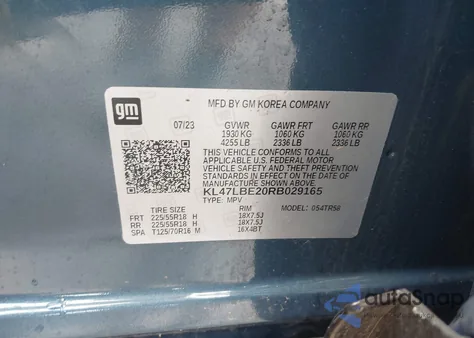 gm
MFD BY GM KOREA COMPANY
07/23 GVWR GAWR FRT GAWR RR
1930 KG 1060 KG 1060 KG
4255 LB 2336 LB 2336 LB
THIS VEHICLE CONFORMS TO ALL
APPLICABLE U.S. FEDERAL MOTOR
VEHICLE SAFETY AND THEFT PREVENTION
STANDARDS IN EFFECT ON THE DATE
OF MANUFACTURE SHOWN ABOVE.
KL47LBE20RB029165
TYPE: MPV
TIRE SIZE RIM MODEL: 054TR58
FRT 225/55R18 H 18X7.5J
RR 225/55R18 H 18X7.5J
SPA T125/70R16 M 16X4BT
autoSnap